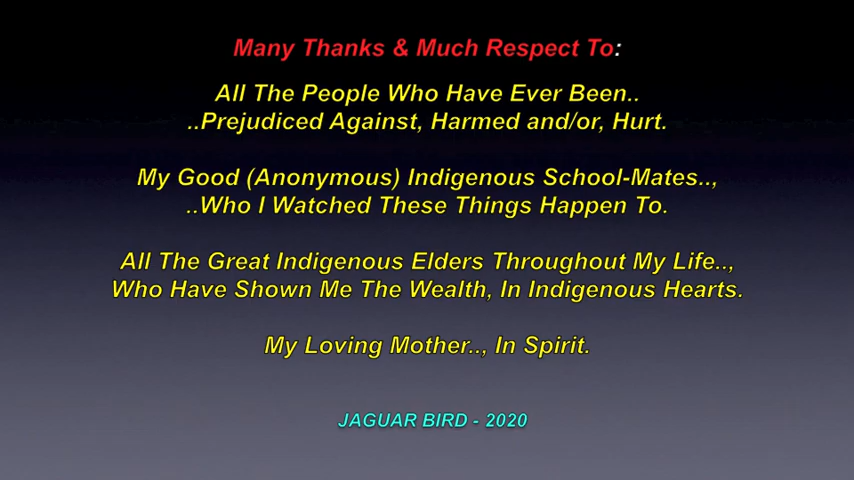 Many Thanks & Much Respect To:
All The People Who Have Ever Been..
..Prejudiced Against, Harmed and/or, Hurt.
My Good (Anonymous) Indigenous School-Mates..,
..Who I Watched These Things Happen To.
All The Great Indigenous Elders Throughout My Life..,
Who Have Shown Me The Wealth, In Indigenous Hearts.
My Loving Mother.., In Spirit.
JAGUAR BIRD - 2020